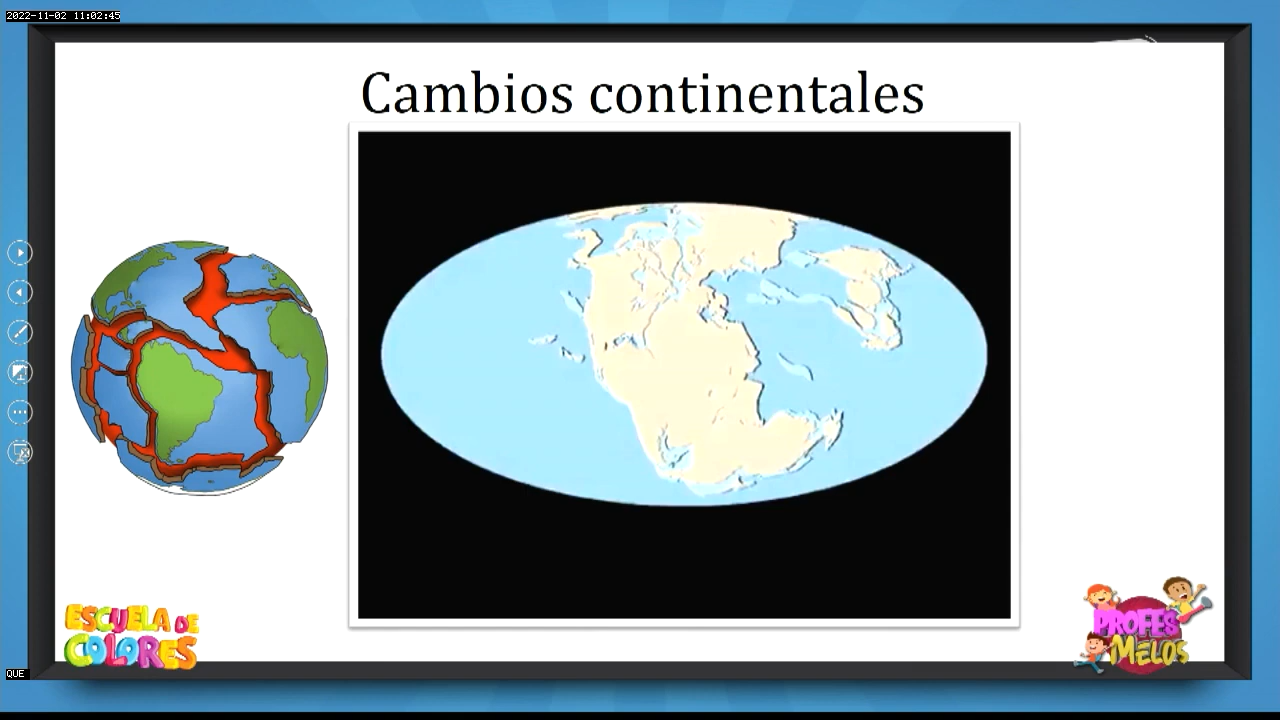 2022-11-02 11:02:45
Cambios continentales
ESCUELA DE
COLORES
PROFES
MELOS
QUE